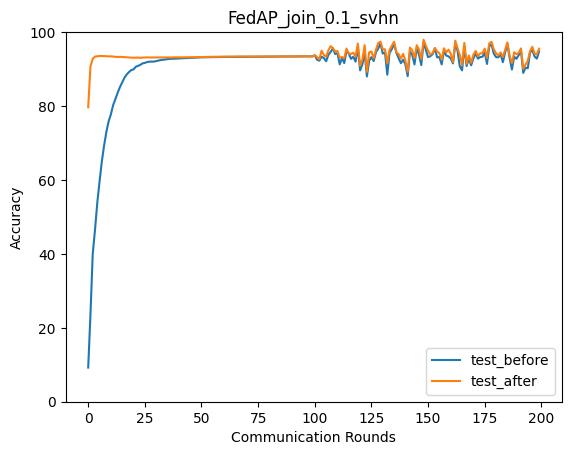 FedAP_join_0.1_svhn
100
80
60
40
20
0
Accuracy
0 25 50 75 100 125 150 175 200
Communication Rounds
test_before
test_after